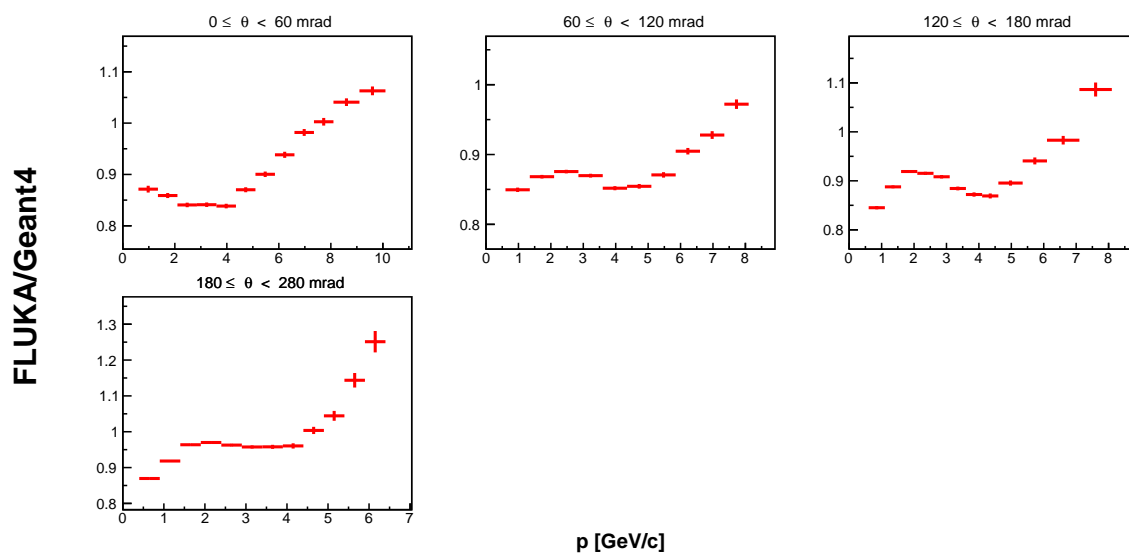 0 ≤ θ < 60 mrad
60 ≤ θ < 120 mrad
120 ≤ θ < 180 mrad
1.1
1
0.9
0.8
0 2 4 6 8 10
1
0.9
0.8
0 1 2 3 4 5 6 7 8
1.1
1
0.9
0.8
0 1 2 3 4 5 6 7 8
180 ≤ θ < 280 mrad
1.3
1.2
1.1
1
0.9
0.8
0 1 2 3 4 5 6 7
FLUKA/Geant4
p [GeV/c]